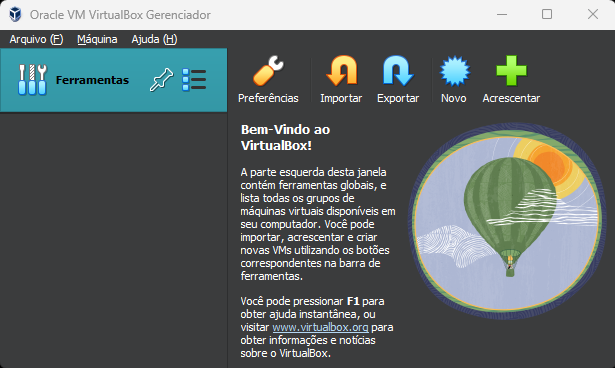 Oracle VM VirtualBox Gerenciador
Arquivo (F) Máquina Ajuda (H)
Ferramentas
Preferências Importar Exportar Novo Acrescentar
Bem-Vindo ao
VirtualBox!
A parte esquerda desta janela
contém ferramentas globais, e
lista todas os grupos de
máquinas virtuais disponíveis em
seu computador. Você pode
importar, acrescentar e criar
novas VMs utilizando os botões
correspondentes na barra de
ferramentas.
Você pode pressionar F1 para
obter ajuda instantânea, ou
visitar www.virtualbox.org para
obter informações e notícias
sobre o VirtualBox.